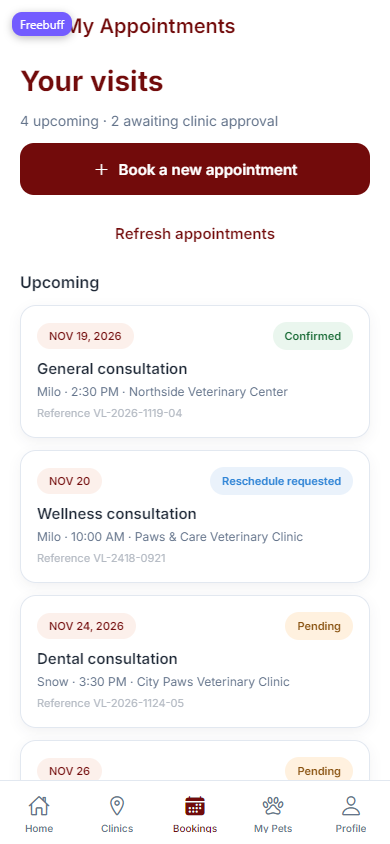 Freebuff My Appointments
Your visits
4 upcoming · 2 awaiting clinic approval
+ Book a new appointment
Refresh appointments
Upcoming
NOV 19, 2026 Confirmed
General consultation
Milo · 2:30 PM · Northside Veterinary Center
Reference VL-2026-1119-04
NOV 20 Reschedule requested
Wellness consultation
Milo · 10:00 AM · Paws & Care Veterinary Clinic
Reference VL-2418-0921
NOV 24, 2026 Pending
Dental consultation
Snow · 3:30 PM · City Paws Veterinary Clinic
Reference VL-2026-1124-05
NOV 26 Pending
Home Clinics Bookings My Pets Profile